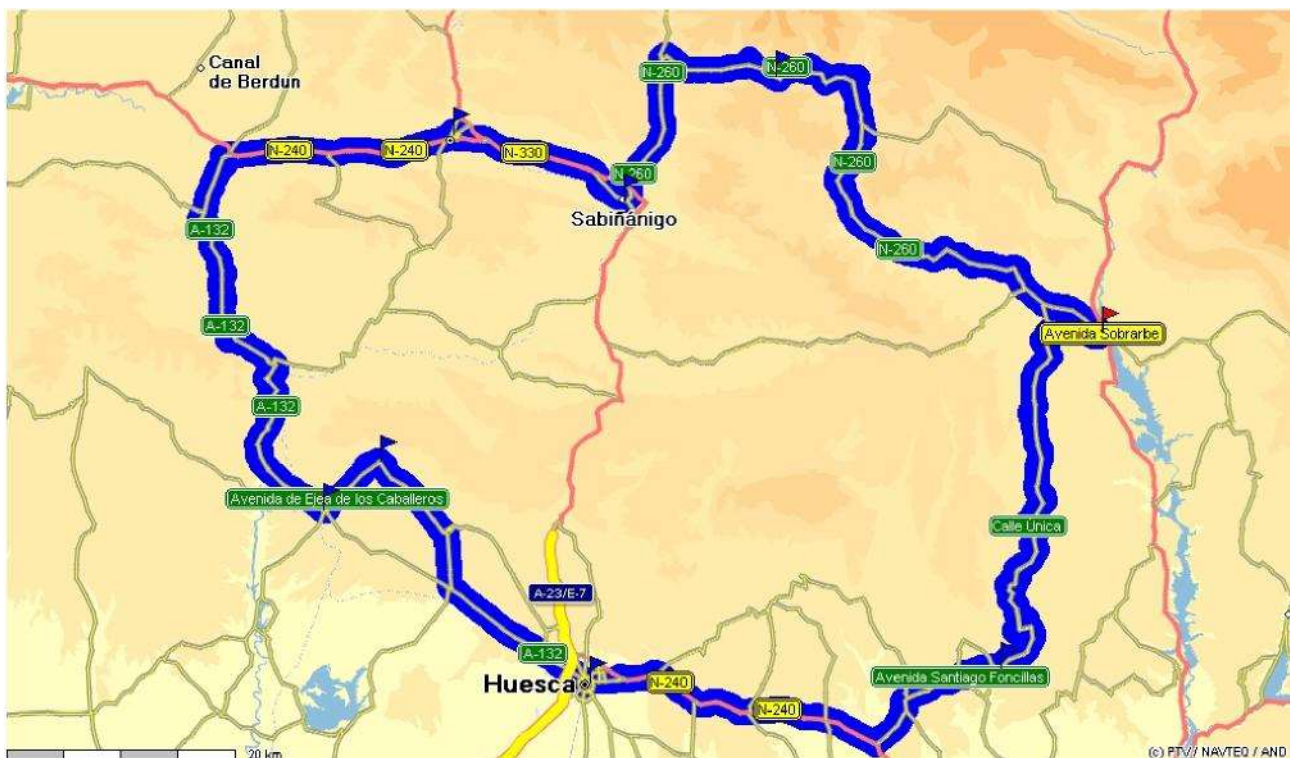 Canal
de Berdun
N-260
N-260
N-240
N-240
N-330
N-260
N-260
Sabiñánigo
A-132
N-260
A-132
Avenida Sobrarbe
A-132
Avenida de Ejea de los Caballeros
Calle Unica
A-23/E-7
A-132
Huesca
N-240
Avenida Santiago Foncillas
N-240
20 km
(c) PTV / NAVTEQ / AND